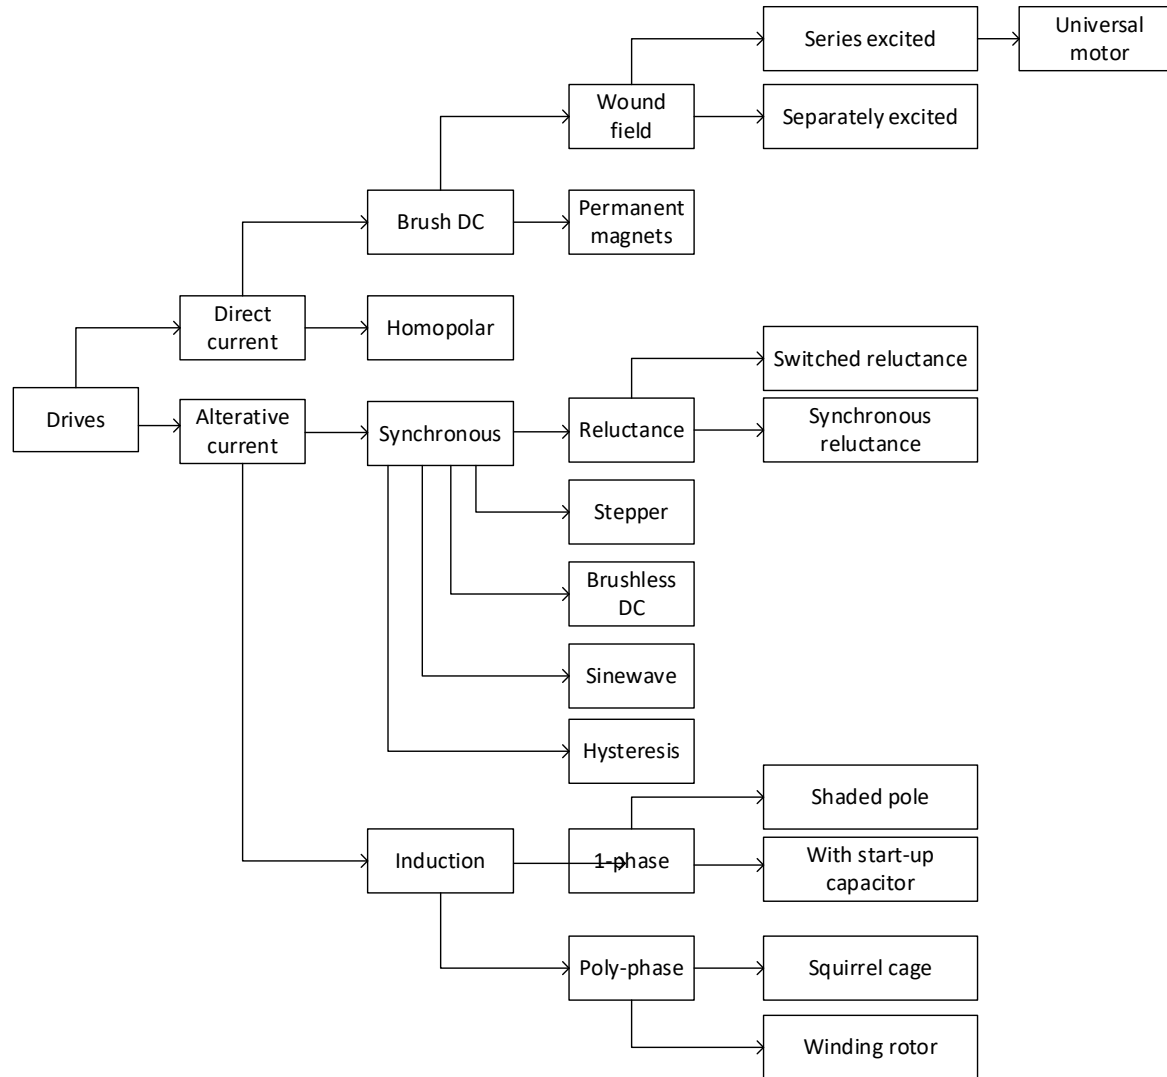 Series excited
Universal
motor
Wound
field
Separately excited
Brush DC
Permanent
magnets
Direct
current
Homopolar
Switched reluctance
Drives
Alterative
current
Synchronous
Reluctance
Synchronous
reluctance
Stepper
Brushless
DC
Sinewave
Hysteresis
Shaded pole
Induction
1-phase
With start-up
capacitor
Poly-phase
Squirrel cage
Winding rotor